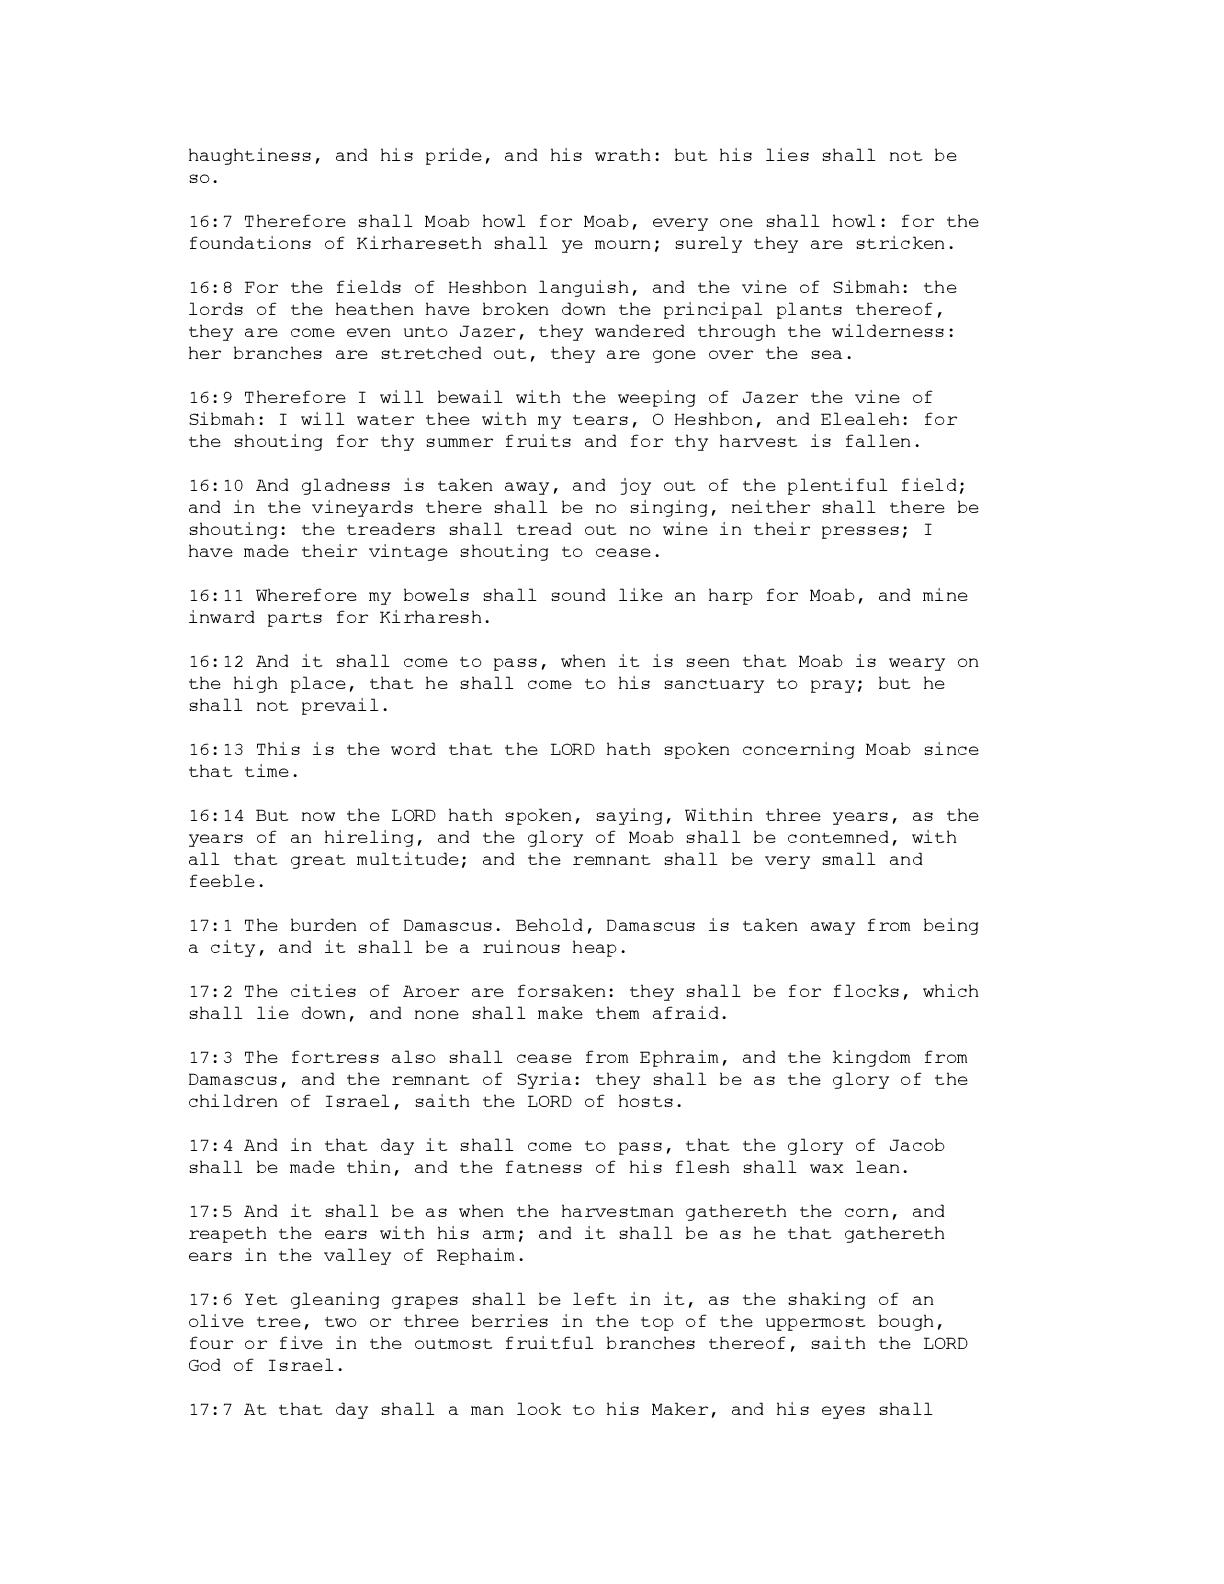 haughtiness, and his pride, and his wrath: but his lies shall not be
so.
16:7 Therefore shall Moab howl for Moab, every one shall howl: for the
foundations of Kirhareseth shall ye mourn; surely they are stricken.
16:8 For the fields of Heshbon languish, and the vine of Sibmah: the
lords of the heathen have broken down the principal plants thereof,
they are come even unto Jazer, they wandered through the wilderness:
her branches are stretched out, they are gone over the sea.
16:9 Therefore I will bewail with the weeping of Jazer the vine of
Sibmah: I will water thee with my tears, O Heshbon, and Elealeh: for
the shouting for thy summer fruits and for thy harvest is fallen.
16:10 And gladness is taken away, and joy out of the plentiful field;
and in the vineyards there shall be no singing, neither shall there be
shouting: the treaders shall tread out no wine in their presses; I
have made their vintage shouting to cease.
16:11 Wherefore my bowels shall sound like an harp for Moab, and mine
inward parts for Kirharesh.
16:12 And it shall come to pass, when it is seen that Moab is weary on
the high place, that he shall come to his sanctuary to pray; but he
shall not prevail.
16:13 This is the word that the LORD hath spoken concerning Moab since
that time.
16:14 But now the LORD hath spoken, saying, Within three years, as the
years of an hireling, and the glory of Moab shall be contemned, with
all that great multitude; and the remnant shall be very small and
feeble.
17:1 The burden of Damascus. Behold, Damascus is taken away from being
a city, and it shall be a ruinous heap.
17:2 The cities of Aroer are forsaken: they shall be for flocks, which
shall lie down, and none shall make them afraid.
17:3 The fortress also shall cease from Ephraim, and the kingdom from
Damascus, and the remnant of Syria: they shall be as the glory of the
children of Israel, saith the LORD of hosts.
17:4 And in that day it shall come to pass, that the glory of Jacob
shall be made thin, and the fatness of his flesh shall wax lean.
17:5 And it shall be as when the harvestman gathereth the corn, and
reapeth the ears with his arm; and it shall be as he that gathereth
ears in the valley of Rephaim.
17:6 Yet gleaning grapes shall be left in it, as the shaking of an
olive tree, two or three berries in the top of the uppermost bough,
four or five in the outmost fruitful branches thereof, saith the LORD
God of Israel.
17:7 At that day shall a man look to his Maker, and his eyes shall